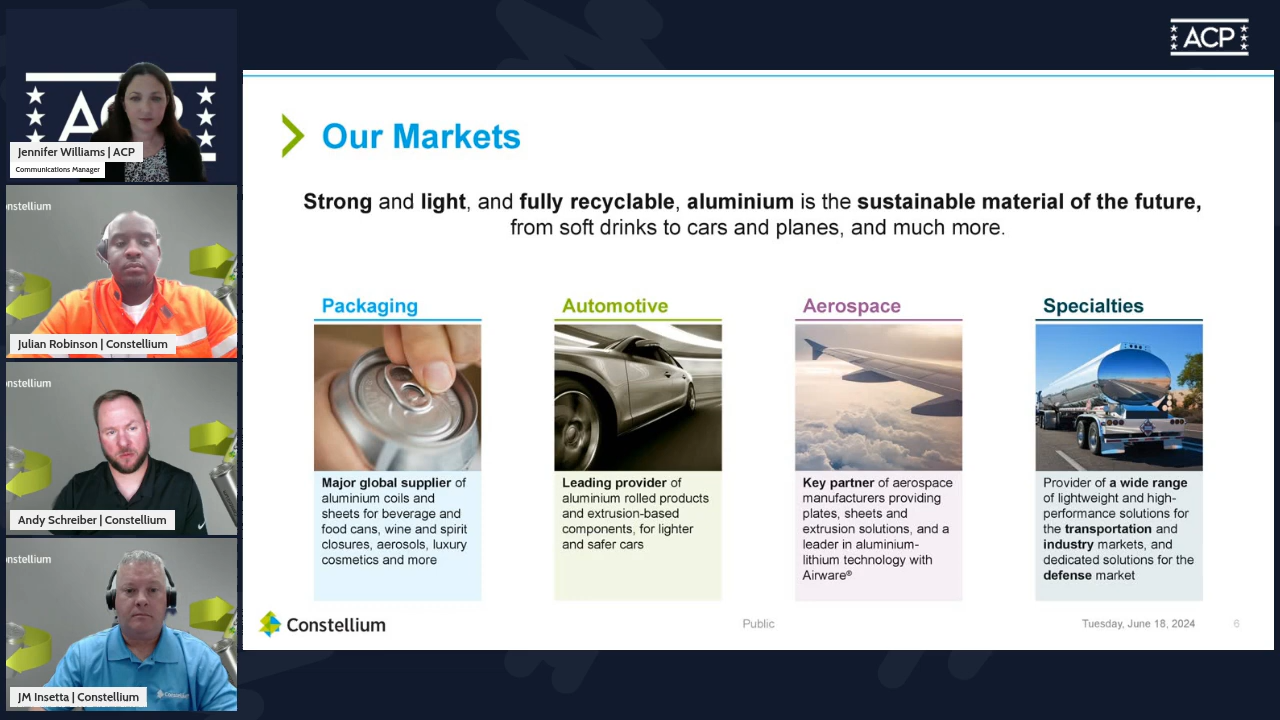 ACP
Jennifer Williams | ACP
Communications Manager
nstellium
Julian Robinson | Constellium
nstellium
Andy Schreiber | Constellium
nstellium
Constellium
JM Insetta | Constellium
ACP
Our Markets
Strong and light, and fully recyclable, aluminium is the sustainable material of the future,
from soft drinks to cars and planes, and much more.
Packaging
Major global supplier of
aluminium coils and
sheets for beverage and
food cans, wine and spirit
closures, aerosols, luxury
cosmetics and more
Automotive
Leading provider of
aluminium rolled products
and extrusion-based
components, for lighter
and safer cars
Aerospace
Key partner of aerospace
manufacturers providing
plates, sheets and
extrusion solutions, and a
leader in aluminium-
lithium technology with
Airware®
Specialties
Provider of a wide range
of lightweight and high-
performance solutions for
the transportation and
industry markets, and
dedicated solutions for the
defense market
Constellium
Public
Tuesday, June 18, 2024
6